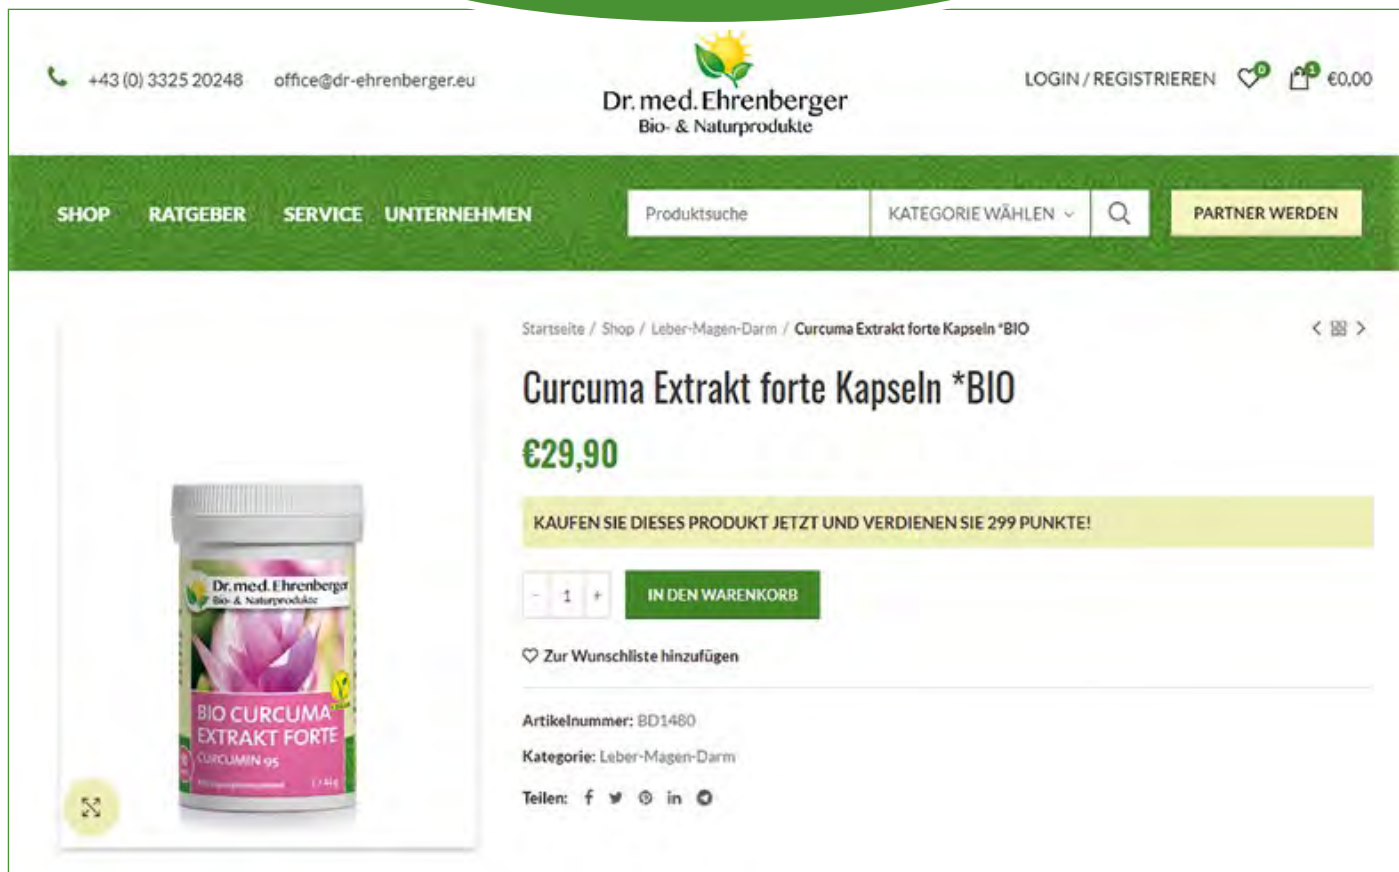 +43 (0) 3325 20248 office@dr-ehrenberger.eu
Dr. med. Ehrenberger
Bio- & Naturprodukte
LOGIN / REGISTRIEREN 0 1 €0,00
SHOP RATGEBER SERVICE UNTERNEHMEN Produktsuche KATEGORIE WÄHLEN PARTNER WERDEN
Startseite / Shop / Leber-Magen-Darm / Curcuma Extrakt forte Kapseln *BIO
Curcuma Extrakt forte Kapseln *BIO
€29,90
KAUFEN SIE DIESES PRODUKT JETZT UND VERDIENEN SIE 299 PUNKTE!
- 1 + IN DEN WARENKORB
Zur Wunschliste hinzufügen
Artikelnummer: BD1480
Kategorie: Leber-Magen-Darm
Teilen:
Dr. med. Ehrenberger
Bio- & Naturprodukte
BIO CURCUMA
EXTRAKT FORTE
CURCUMIN 95